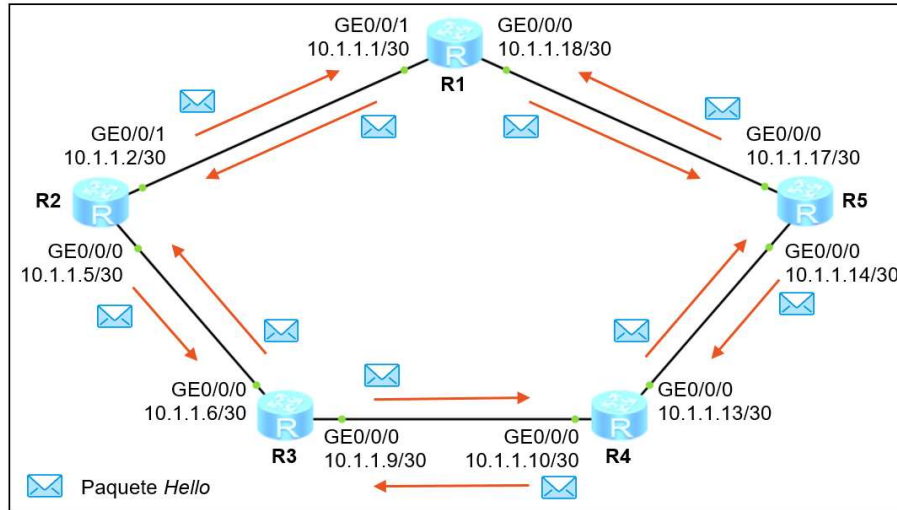 GE0/0/1
10.1.1.1/30
GE0/0/0
10.1.1.18/30
R
R1
GE0/0/1
10.1.1.2/30
GE0/0/0
10.1.1.17/30
R2
R
R
R5
GE0/0/0
10.1.1.5/30
GE0/0/0
10.1.1.14/30
GE0/0/0
10.1.1.6/30
GE0/0/0
10.1.1.13/30
R
R
R3
GE0/0/0
10.1.1.9/30
GE0/0/0
10.1.1.10/30
R4
Paquete Hello